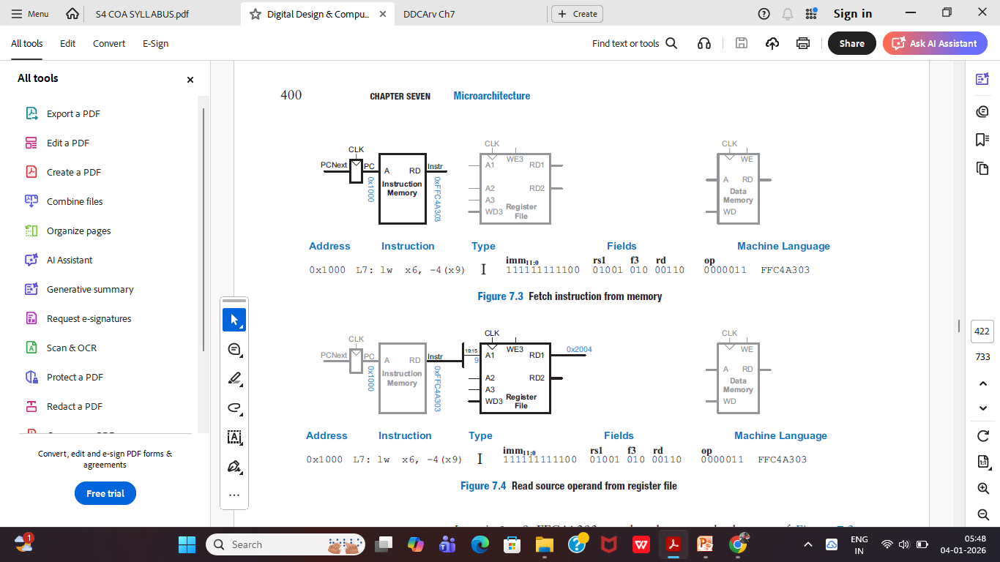 Menu
S4 COA SYLLABUS.pdf
Digital Design & Compu...
DDCArv Ch7
Create
Sign in
All tools
Edit
Convert
E-Sign
Find text or tools
Share
Ask AI Assistant
All tools
Export a PDF
Edit a PDF
Create a PDF
Combine files
Organize pages
AI Assistant
Generative summary
Request e-signatures
Scan & OCR
Protect a PDF
Redact a PDF
Convert, edit and e-sign PDF forms & agreements
Free trial
400 CHAPTER SEVEN Microarchitecture
CLK CLK CLK
PCNext PC A RD Instr A1 WE3 RD1 WE
Instruction Memory A2 RD2 A RD
0x1000 0xFFC4A303 A3 Data Memory
WD3 Register File WD
Address Instruction Type Fields Machine Language
imm11:0 rs1 f3 rd op
0x1000 L7: lw x6, -4(x9) I 111111111100 01001 010 00110 0000011 FFC4A303
Figure 7.3 Fetch instruction from memory
CLK CLK CLK
PCNext PC A RD Instr 19:15 A1 WE3 RD1 0x2004 WE
9
Instruction Memory A2 RD2 A RD
0x1000 0xFFC4A303 A3 Data Memory
WD3 Register File WD
Address Instruction Type Fields Machine Language
imm11:0 rs1 f3 rd op
0x1000 L7: lw x6, -4(x9) I 111111111100 01001 010 00110 0000011 FFC4A303
Figure 7.4 Read source operand from register file
422
733
1:1
1
Search
ENG
IN
05:48
04-01-2026